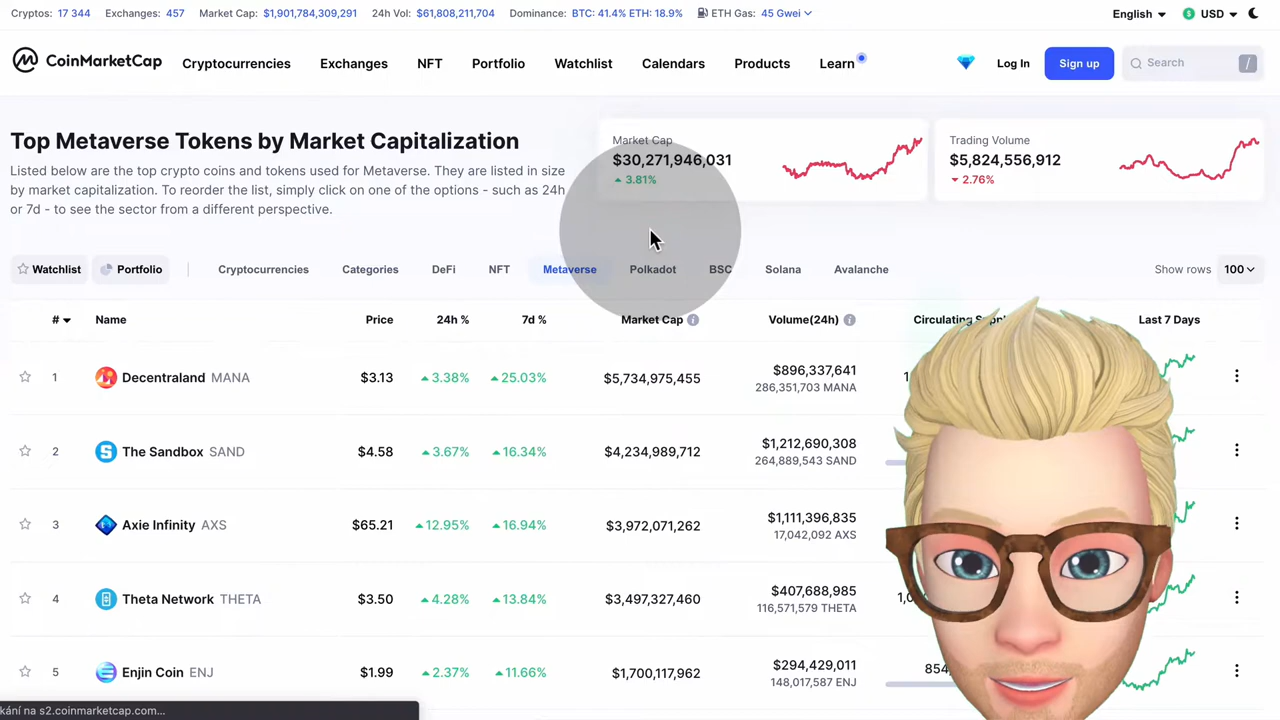 Cryptos: 17 344 Exchanges: 457 Market Cap: $1,901,784,309,291 24h Vol: $61,808,211,704 Dominance: BTC: 41.4% ETH: 18.9% ETH Gas: 45 Gwei English USD
CoinMarketCap Cryptocurrencies Exchanges NFT Portfolio Watchlist Calendars Products Learn Log In Sign up Search /
Top Metaverse Tokens by Market Capitalization
Listed below are the top crypto coins and tokens used for Metaverse. They are listed in size
by market capitalization. To reorder the list, simply click on one of the options - such as 24h
or 7d - to see the sector from a different perspective.
Market Cap
$30,271,946,031
3.81%
Trading Volume
$5,824,556,912
2.76%
Watchlist Portfolio Cryptocurrencies Categories DeFi NFT Metaverse Polkadot BSC Solana Avalanche Show rows 100
# Name Price 24h % 7d % Market Cap Volume(24h) Circulating Last 7 Days
1 Decentraland MANA $3.13 3.38% 25.03% $5,734,975,455 $896,337,641
286,351,703 MANA
2 The Sandbox SAND $4.58 3.67% 16.34% $4,234,989,712 $1,212,690,308
264,889,543 SAND
3 Axie Infinity AXS $65.21 12.95% 16.94% $3,972,071,262 $1,111,396,835
17,042,092 AXS
4 Theta Network THETA $3.50 4.28% 13.84% $3,497,327,460 $407,688,985
116,571,579 THETA
5 Enjin Coin ENJ $1.99 2.37% 11.66% $1,700,117,962 $294,429,011
148,017,587 ENJ
kání na s2.coinmarketcap.com...